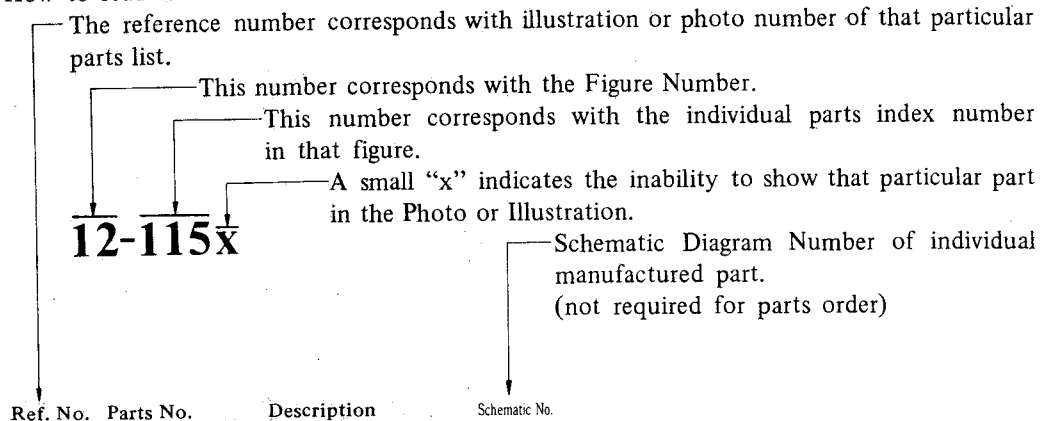 The reference number corresponds with illustration or photo number of that particular
parts list.
This number corresponds with the Figure Number.
This number corresponds with the individual parts index number
in that figure.
A small “x” indicates the inability to show that particular part
in the Photo or Illustration.
12-115x
Schematic Diagram Number of individual
manufactured part.
(not required for parts order)
Ref. No. Parts No. Description Schematic No.